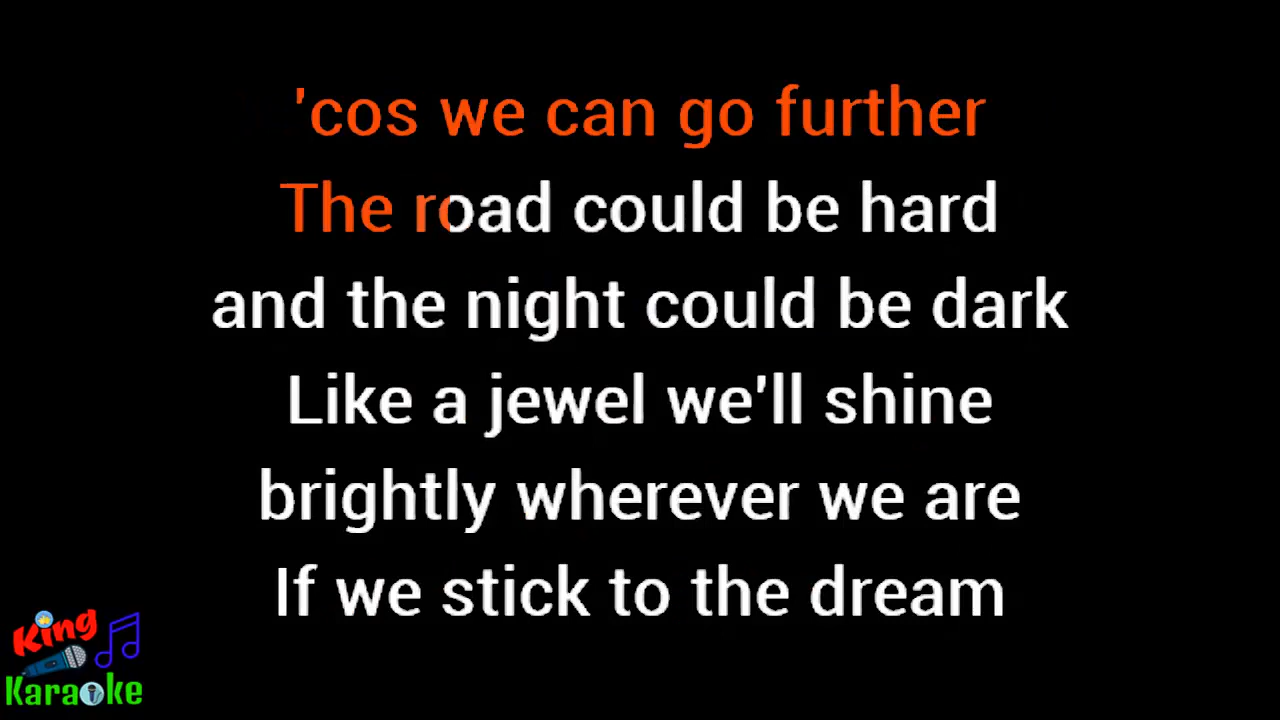 'cos we can go further
The road could be hard
and the night could be dark
Like a jewel we'll shine
brightly wherever we are
If we stick to the dream
King
Karaoke